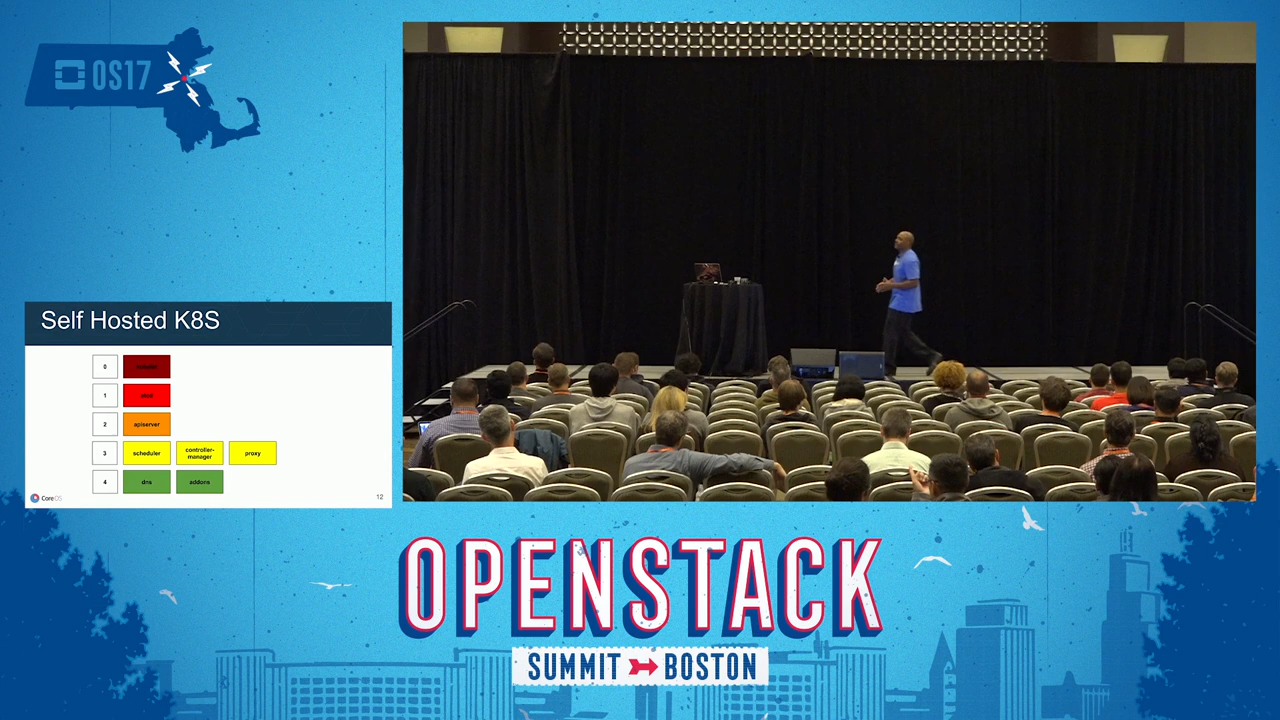 OS17
Self Hosted K8S
0
1
etcd
2
apiserver
3
scheduler
controller-
manager
proxy
4
dns
addons
CoreOS
12
OPENSTACK
SUMMIT BOSTON